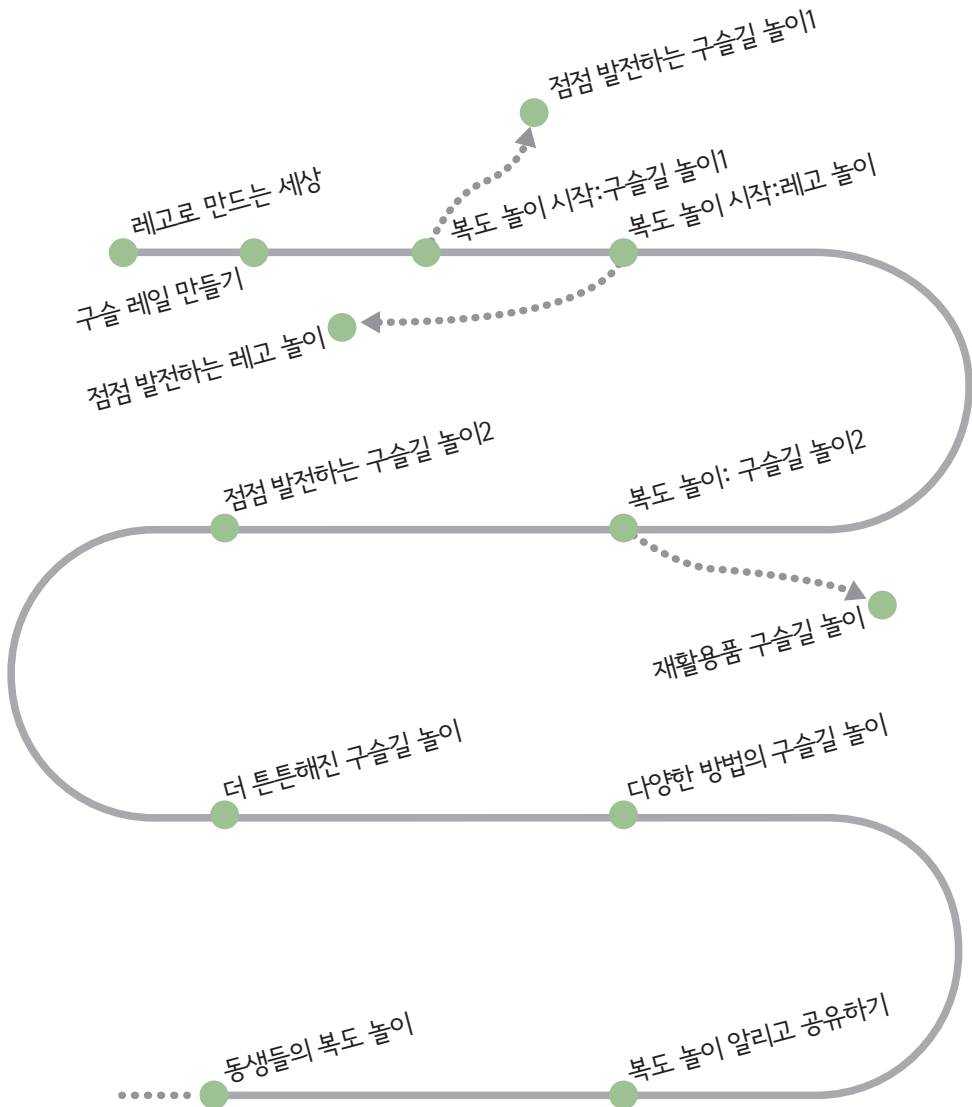 점점 발전하는 구슬길 놀이1
레고로 만드는 세상
복도 놀이 시작:구슬길 놀이1
복도 놀이 시작:레고 놀이
구슬 레일 만들기
점점 발전하는 레고 놀이
점점 발전하는 구슬길 놀이2
복도 놀이: 구슬길 놀이2
재활용품 구슬길 놀이
더 튼튼해진 구슬길 놀이
다양한 방법의 구슬길 놀이
동생들의 복도 놀이
복도 놀이 알리고 공유하기